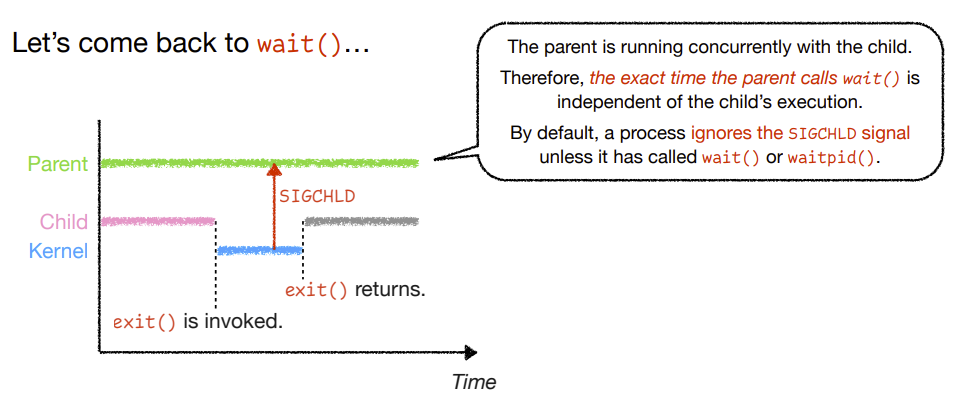 Let's come back to wait()…
The parent is running concurrently with the child.
Therefore, the exact time the parent calls wait() is
independent of the child's execution.
By default, a process ignores the SIGCHLD signal
unless it has called wait() or waitpid().
Parent
SIGCHLD
Child
Kernel
exit() returns.
exit() is invoked.
Time